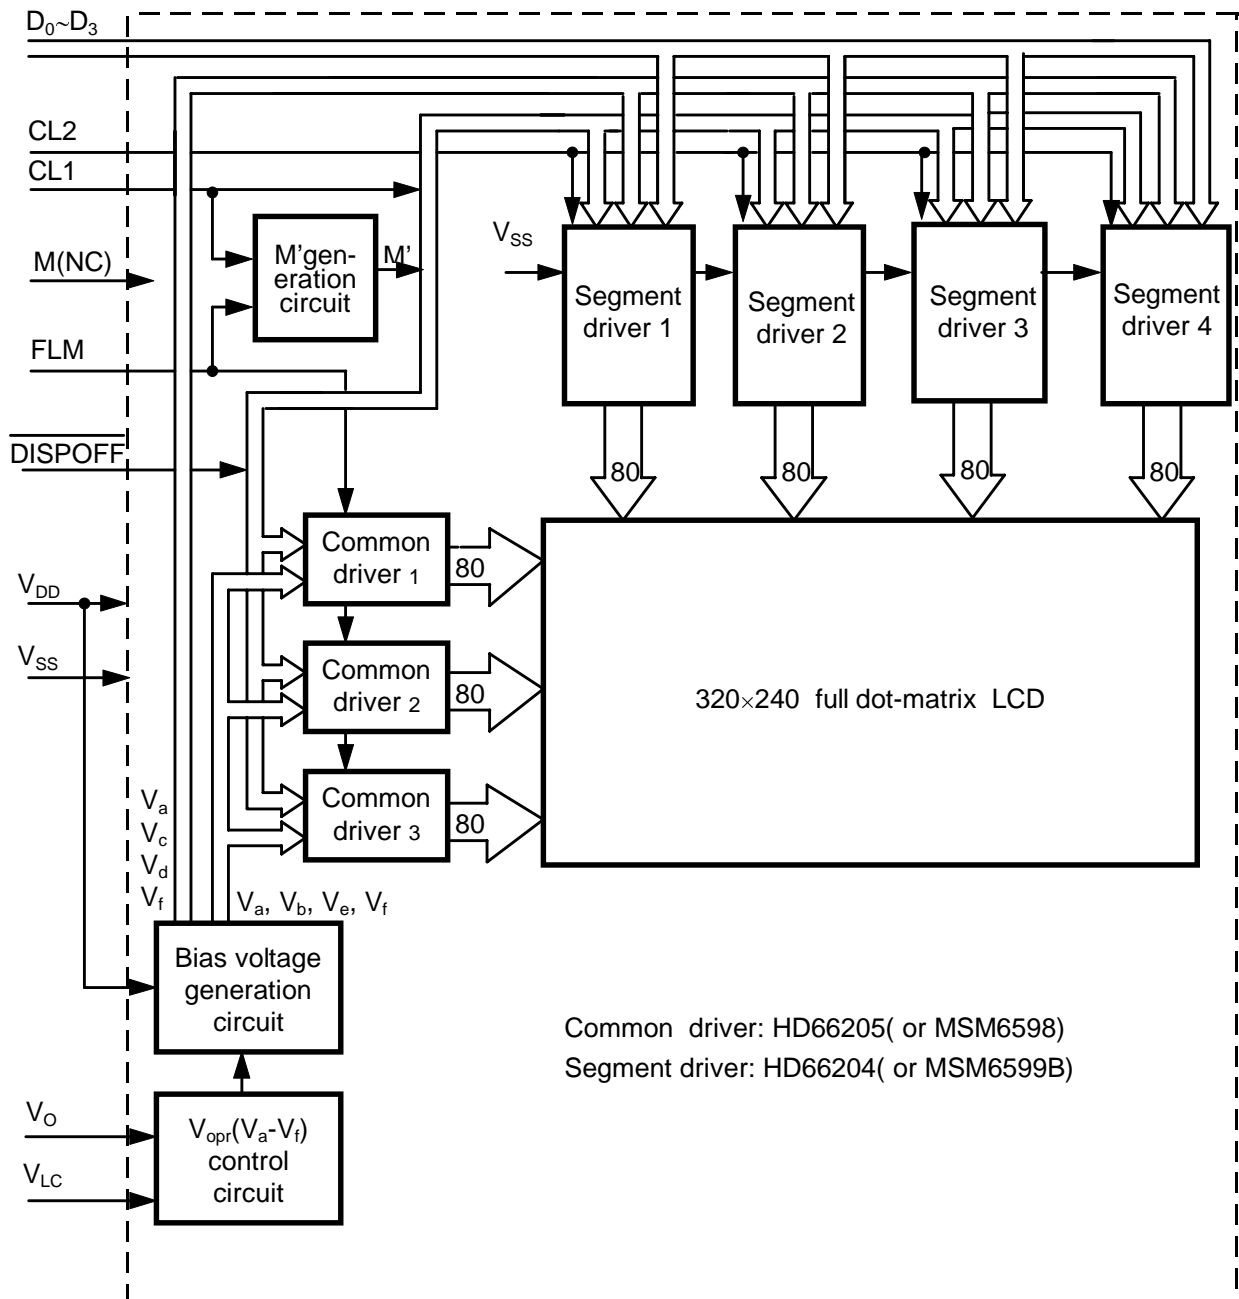 D0~D3
CL2
CL1
M(NC)
FLM
DISPOFF
VDD
VSS
VO
VLC
M'gen-
eration
circuit
M'
VSS
Segment
driver 1
Segment
driver 2
Segment
driver 3
Segment
driver 4
80
80
80
80
Common
driver 1
80
Common
driver 2
80
Common
driver 3
80
320×240 full dot-matrix LCD
Va
Vc
Vd
Vf
Va, Vb, Ve, Vf
Bias voltage
generation
circuit
Vopr(Va-Vf)
control
circuit
Common driver: HD66205( or MSM6598)
Segment driver: HD66204( or MSM6599B)